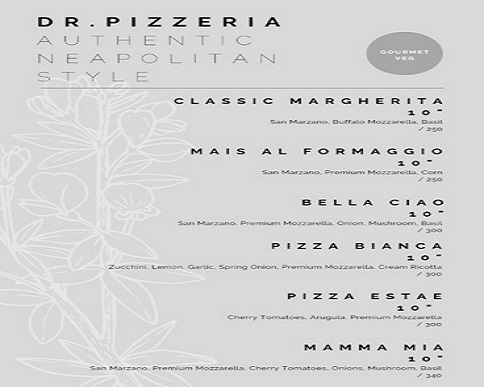 DR.PIZZERIA
AUTHENTIC
NEAPOLITAN
STYLE
GOURMET
VEG
CLASSIC MARGHERITA
10"
San Marzano, Buffalo Mozzarella, Basil
/ 250
MAIS AL FORMAGGIO
10"
San Marzano, Premium Mozzarella, Corn
/ 250
BELLA CIAO
10"
San Marzano, Premium Mozzarella, Onion, Mushroom, Basil
/ 300
PIZZA BIANCA
10"
Zucchini, Lemon, Garlic, Spring Onion, Premium Mozzarella, Cream Ricotta
/ 300
PIZZA ESTAE
10"
Cherry Tomatoes, Arugula, Premium Mozzarella
/ 300
MAMMA MIA
10"
San Marzano, Premium Mozzarella, Cherry Tomatoes, Onions, Mushroom, Basil
/ 340